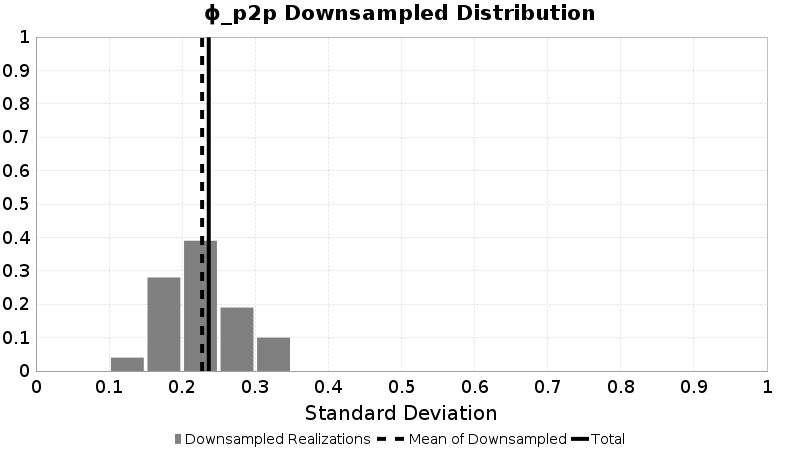 ϕ_p2p Downsampled Distribution
1
0.9
0.8
0.7
0.6
0.5
0.4
0.3
0.2
0.1
0
0 0.1 0.2 0.3 0.4 0.5 0.6 0.7 0.8 0.9 1
Standard Deviation
Downsampled Realizations Mean of Downsampled Total